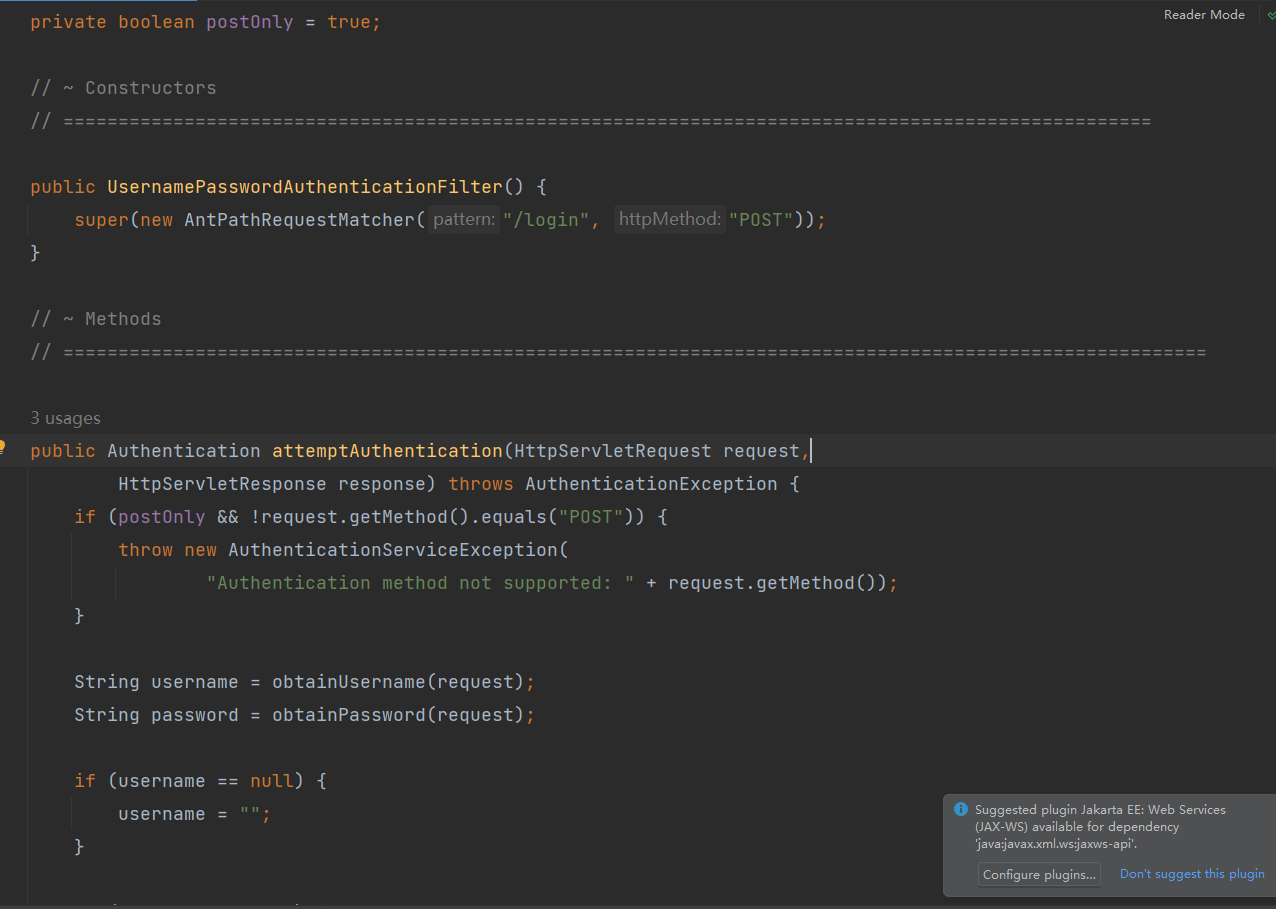 private boolean postOnly = true;
Reader Mode
// ~ Constructors
// ===================================================================================================
public UsernamePasswordAuthenticationFilter() {
super(new AntPathRequestMatcher( pattern: "/login", httpMethod: "POST"));
}
// ~ Methods
// ========================================================================================================
3 usages
public Authentication attemptAuthentication(HttpServletRequest request,
HttpServletResponse response) throws AuthenticationException {
if (postOnly && !request.getMethod().equals("POST")) {
throw new AuthenticationServiceException(
"Authentication method not supported: " + request.getMethod());
}
String username = obtainUsername(request);
String password = obtainPassword(request);
if (username == null) {
username = "";
}
Suggested plugin Jakarta EE: Web Services
(JAX-WS) available for dependency
'java:javax.xml.ws:jaxws-api'.
Configure plugins... Don't suggest this plugin